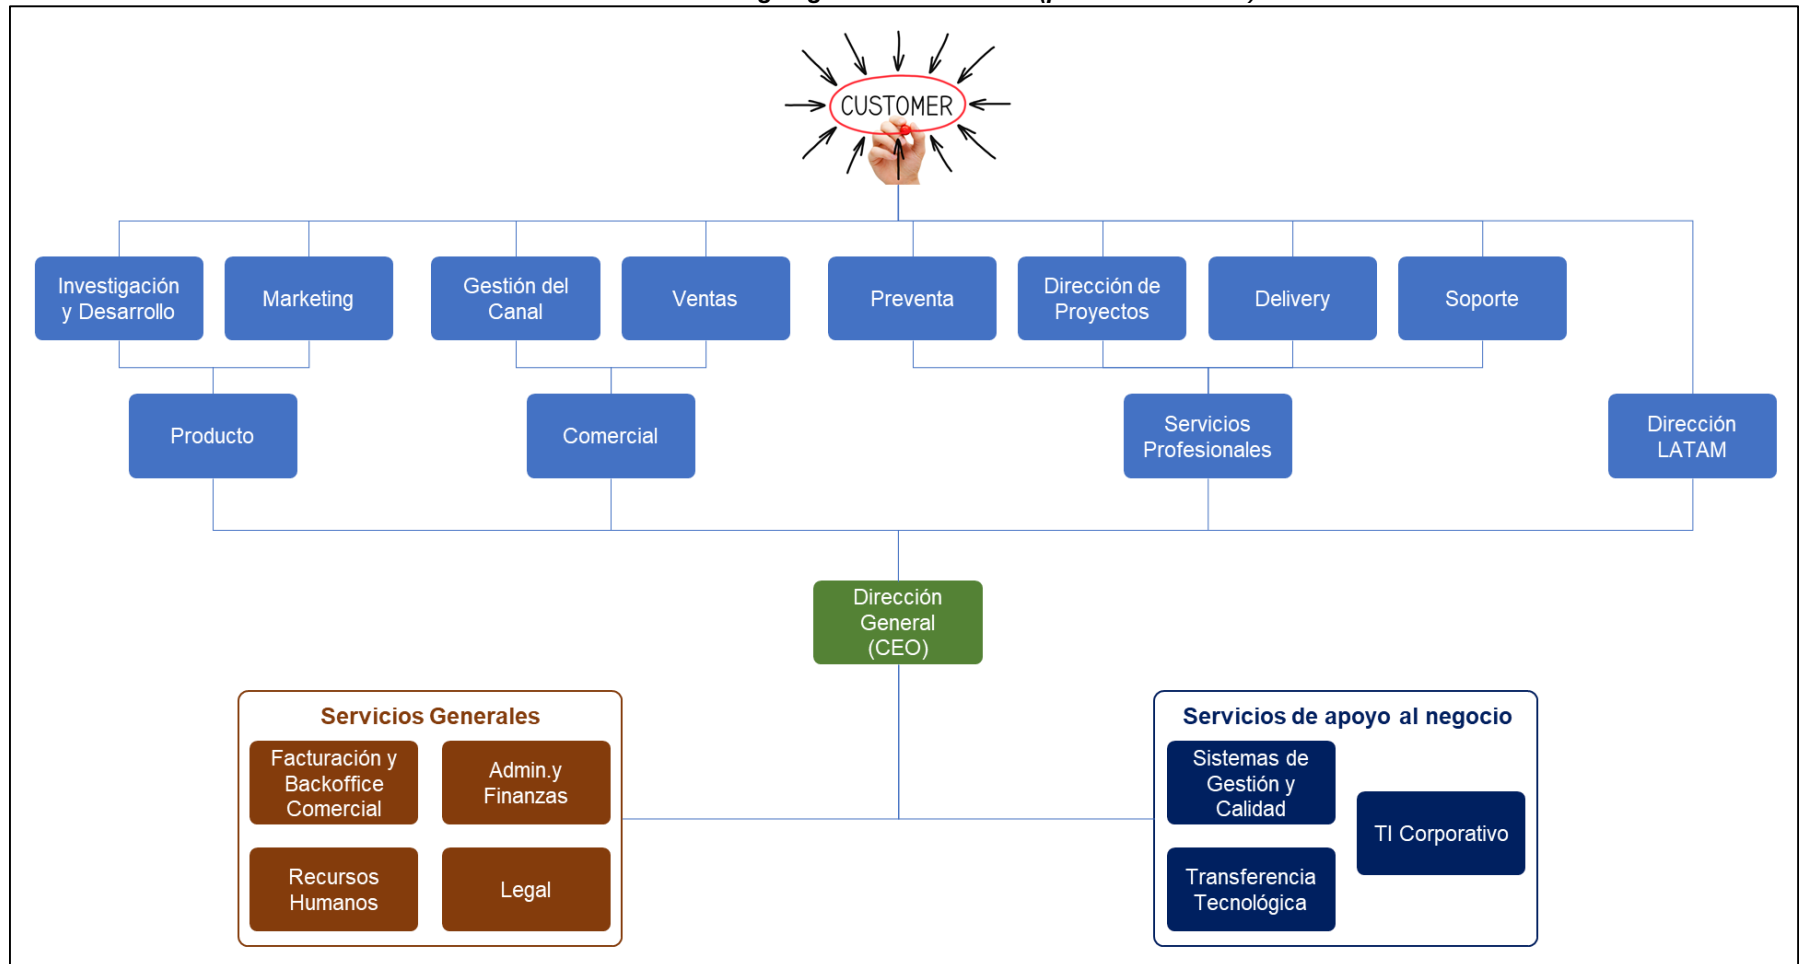 CUSTOMER
Investigación
y Desarrollo
Marketing
Gestión del
Canal
Ventas
Preventa
Dirección de
Proyectos
Delivery
Soporte
Producto
Comercial
Servicios
Profesionales
Dirección
LATAM
Dirección
General
(CEO)
Servicios Generales
Facturación y
Backoffice
Comercial
Admin.y
Finanzas
Recursos
Humanos
Legal
Servicios de apoyo al negocio
Sistemas de
Gestión y
Calidad
TI Corporativo
Transferencia
Tecnológica